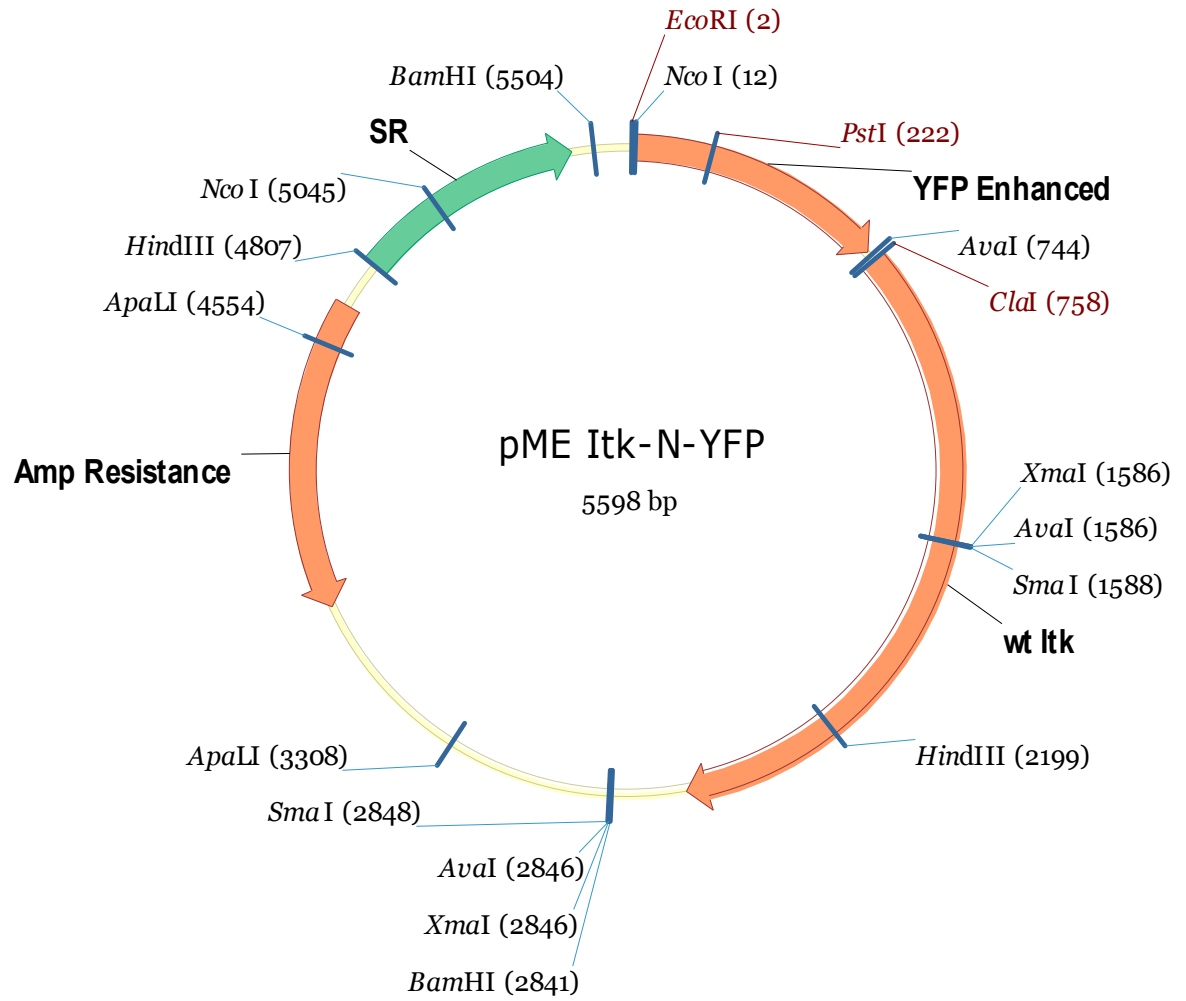 EcoRI (2)
BamHI (5504)
NcoI (12)
SR
PstI (222)
NcoI (5045)
YFP Enhanced
HindIII (4807)
AvaI (744)
ApaLI (4554)
ClaI (758)
pME Itk-N-YFP
Amp Resistance
XmaI (1586)
5598 bp
AvaI (1586)
SmaI (1588)
wt Itk
ApaLI (3308)
HindIII (2199)
SmaI (2848)
AvaI (2846)
XmaI (2846)
BamHI (2841)